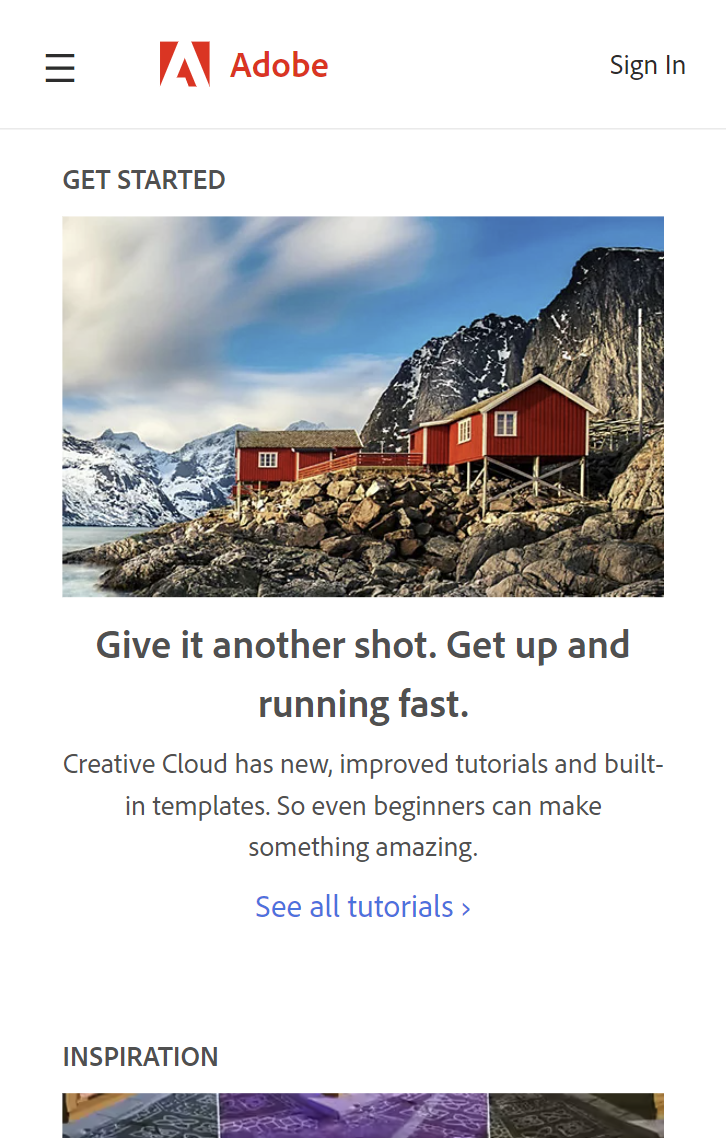 Adobe
Sign In
GET STARTED
Give it another shot. Get up and
running fast.
Creative Cloud has new, improved tutorials and built-
in templates. So even beginners can make
something amazing.
See all tutorials ›
INSPIRATION